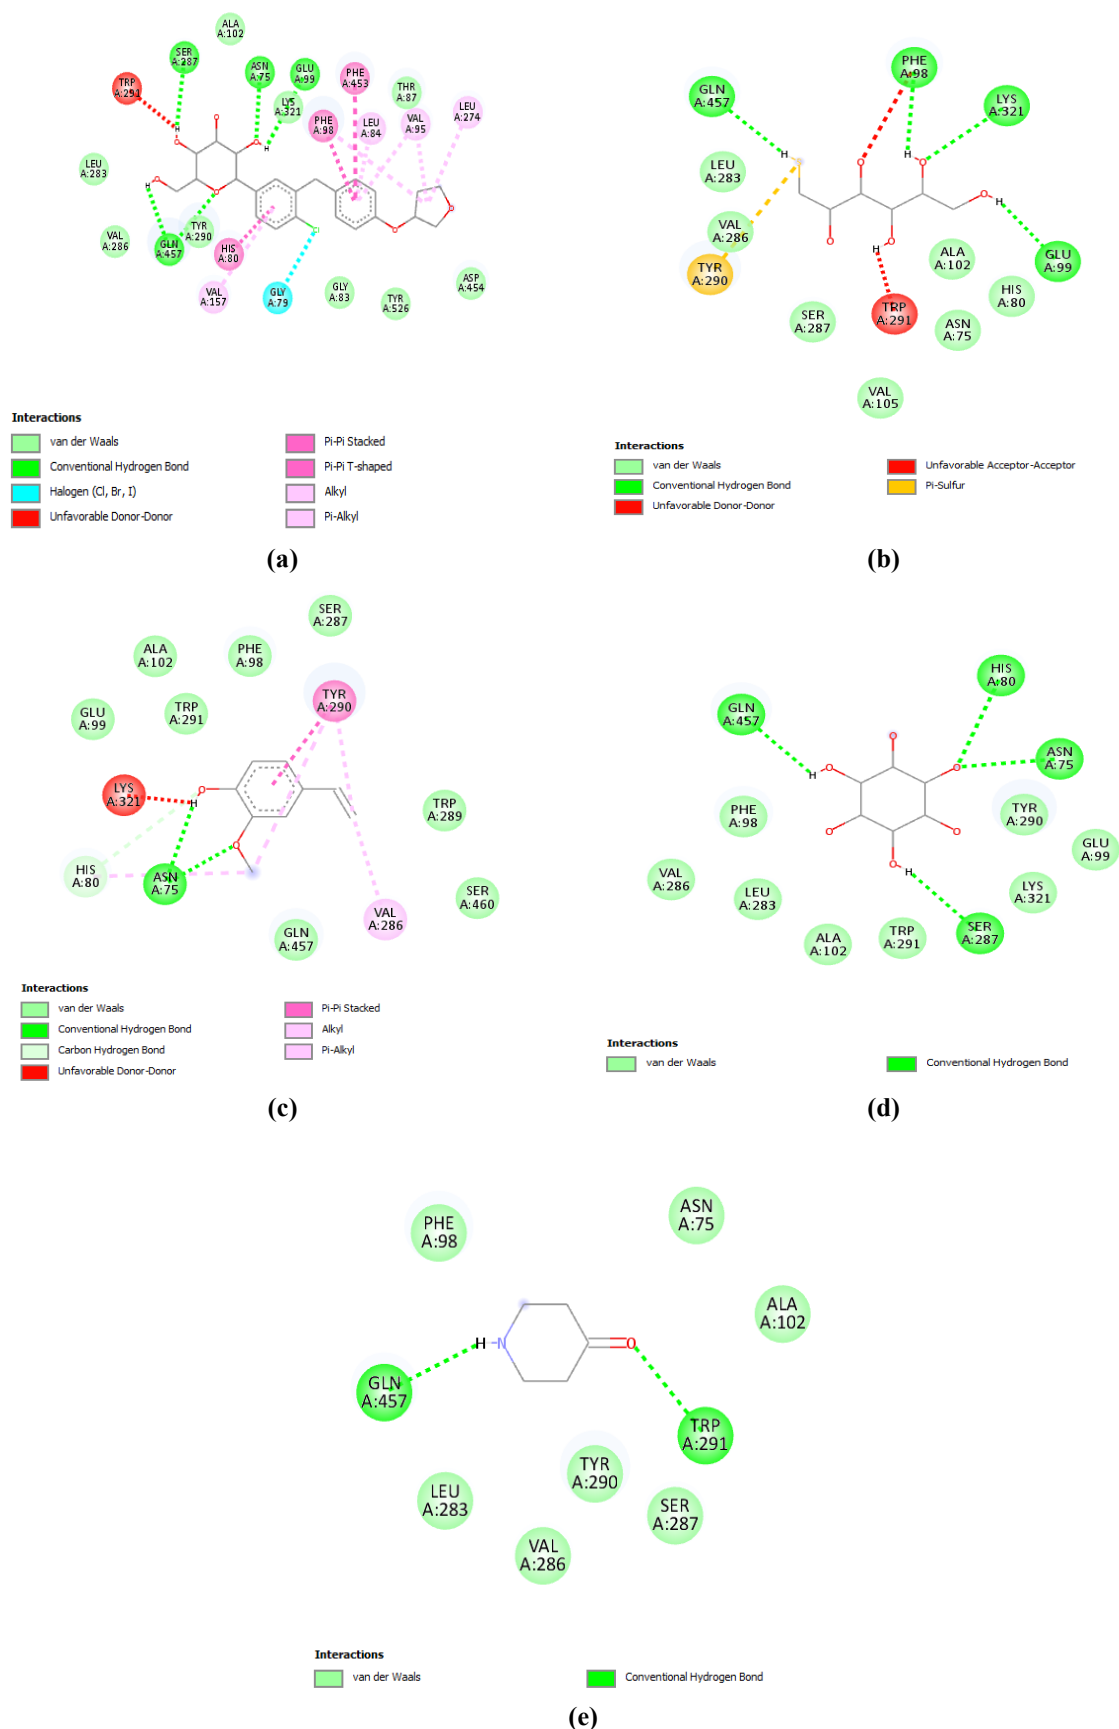 ALA
A:102
SER
A:287
ASN
A:75
GLU
A:99
PHE
A:453
TRP
A:291
THR
A:87
LYS
A:321
LEU
A:274
PHE
A:98
LEU
A:84
VAL
A:95
H
O
O
H
O
H
LEU
A:283
H
O
O
VAL
A:286
GLN
A:457
TYR
A:290
HIS
A:80
Cl
O
O
VAL
A:157
GLY
A:79
GLY
A:83
TYR
A:526
ASP
A:454
Interactions
van der Waals
Conventional Hydrogen Bond
Halogen (Cl, Br, I)
Unfavorable Donor-Donor
Pi-Pi Stacked
Pi-Pi T-shaped
Alkyl
Pi-Alkyl
(a)
PHE
A:98
GLN
A:457
LYS
A:321
H
H
LEU
A:283
O
O
O
H
VAL
A:286
O
O
H
TYR
A:290
ALA
A:102
GLU
A:99
HIS
A:80
SER
A:287
TRP
A:291
ASN
A:75
VAL
A:105
Interactions
van der Waals
Conventional Hydrogen Bond
Unfavorable Donor-Donor
Unfavorable Acceptor-Acceptor
Pi-Sulfur
(b)
SER
A:287
ALA
A:102
PHE
A:98
TYR
A:290
GLU
A:99
TRP
A:291
LYS
A:321
O
H
TRP
A:289
O
HIS
A:80
ASN
A:75
SER
A:460
VAL
A:286
GLN
A:457
Interactions
van der Waals
Conventional Hydrogen Bond
Carbon Hydrogen Bond
Unfavorable Donor-Donor
Pi-Pi Stacked
Alkyl
Pi-Alkyl
(c)
HIS
A:80
GLN
A:457
O
ASN
A:75
H
O
O
PHE
A:98
TYR
A:290
O
O
GLU
A:99
O
H
VAL
A:286
LEU
A:283
LYS
A:321
ALA
A:102
TRP
A:291
SER
A:287
Interactions
van der Waals
Conventional Hydrogen Bond
(d)
PHE
A:98
ASN
A:75
ALA
A:102
H-N
O
GLN
A:457
TRP
A:291
TYR
A:290
LEU
A:283
SER
A:287
VAL
A:286
Interactions
van der Waals
Conventional Hydrogen Bond
(e)